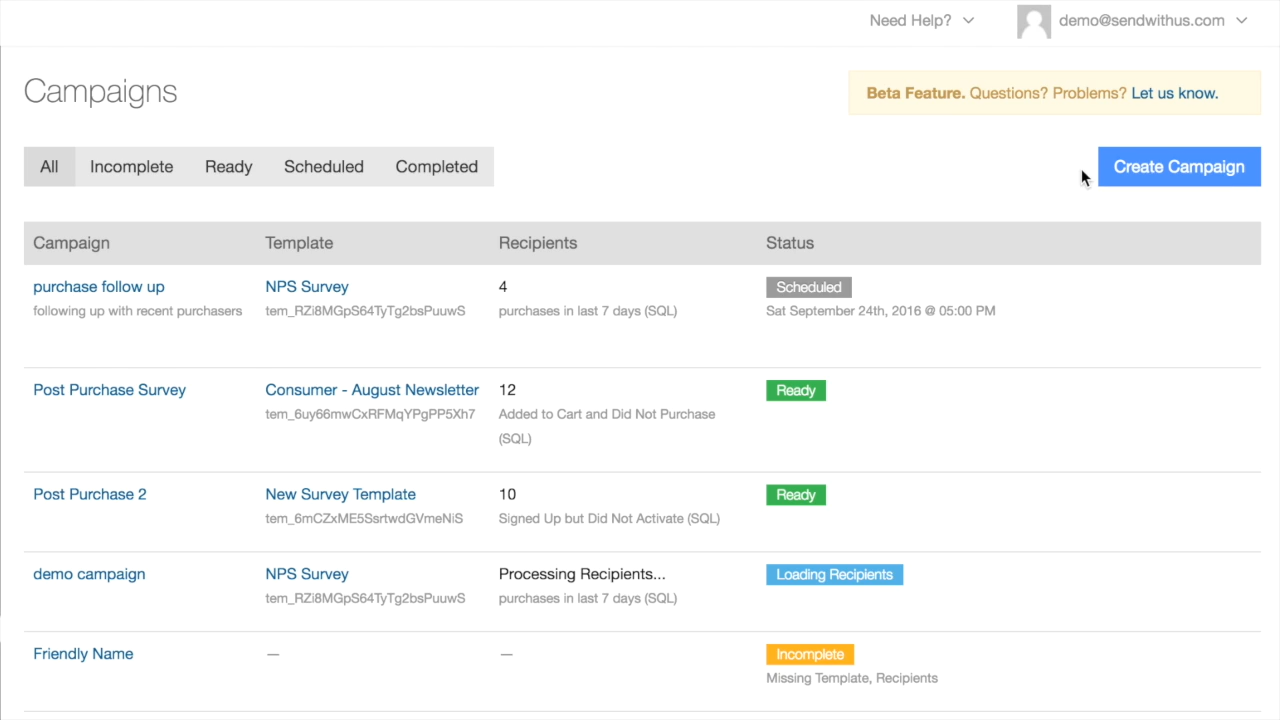 Need Help? demo@sendwithus.com
Campaigns
Beta Feature. Questions? Problems? Let us know.
All Incomplete Ready Scheduled Completed
Create Campaign
Campaign Template Recipients Status
purchase follow up NPS Survey 4 Scheduled
following up with recent purchasers tem_RZi8MGpS64TyTg2bsPuuwS purchases in last 7 days (SQL) Sat September 24th, 2016 @ 05:00 PM
Post Purchase Survey Consumer - August Newsletter 12 Ready
tem_6uy66mwCxRFMqYPgPP5Xh7 Added to Cart and Did Not Purchase
(SQL)
Post Purchase 2 New Survey Template 10 Ready
tem_6mCZxME5SsrtwdGVmeNiS Signed Up but Did Not Activate (SQL)
demo campaign NPS Survey Processing Recipients... Loading Recipients
tem_RZi8MGpS64TyTg2bsPuuwS purchases in last 7 days (SQL)
Friendly Name — — Incomplete
Missing Template, Recipients